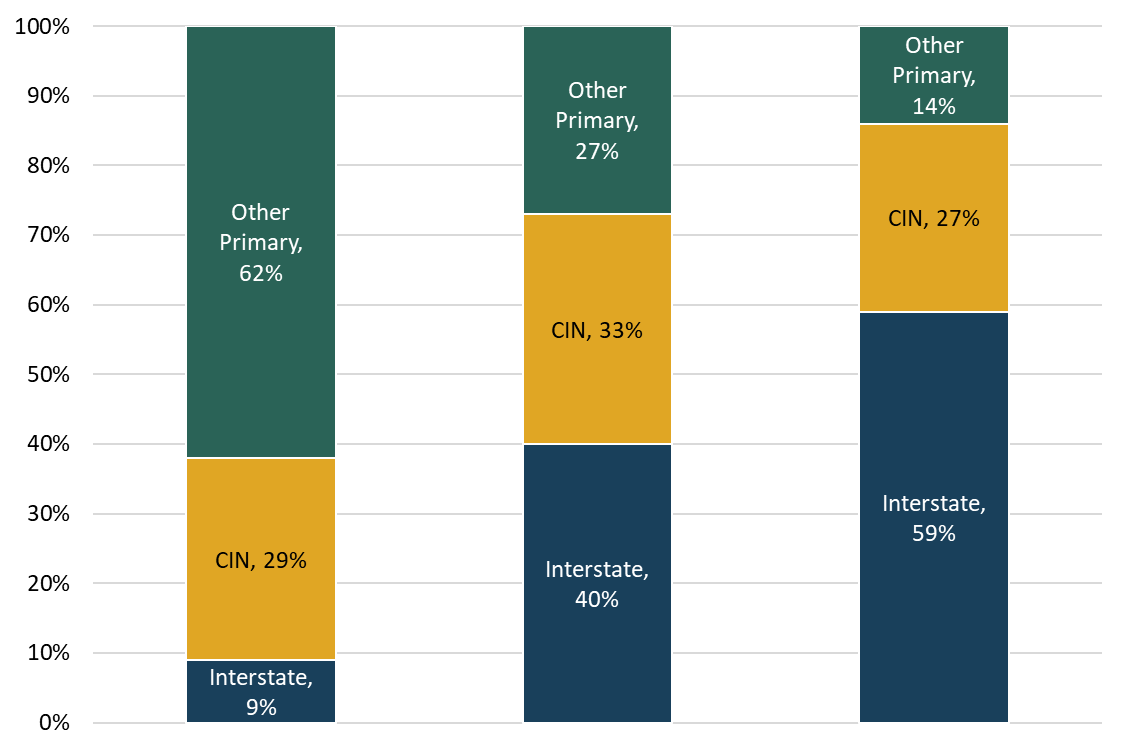 100%
90%
80%
70%
60%
50%
40%
30%
20%
10%
0%
Other
Primary,
62%
CIN, 29%
Interstate,
9%
Other
Primary,
27%
CIN, 33%
Interstate,
40%
Other
Primary,
14%
CIN, 27%
Interstate,
59%